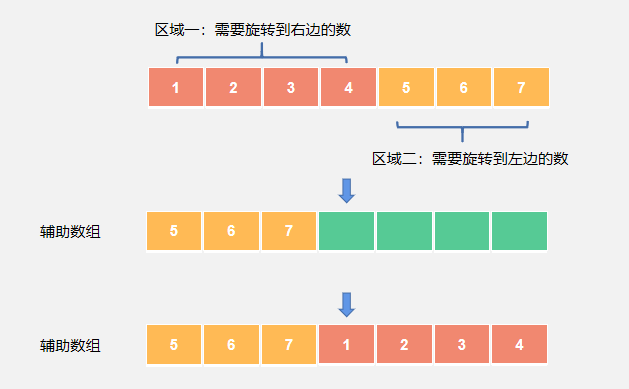 区域一：需要旋转到右边的数
1 2 3 4 5 6 7
区域二：需要旋转到左边的数
辅助数组 5 6 7
辅助数组 5 6 7 1 2 3 4